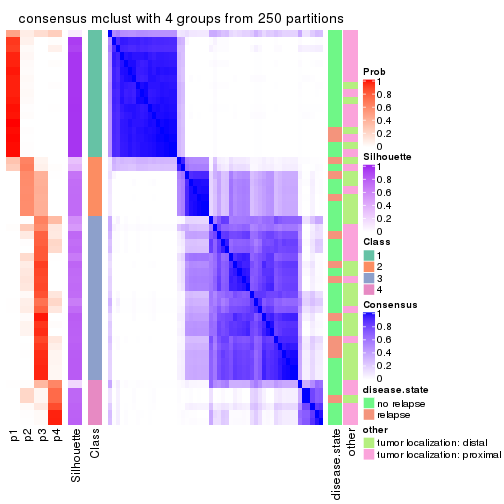 consensus mclust with 4 groups from 250 partitions
Prob
1
0.8
0.6
0.4
0.2
0
Silhouette
1
0.8
0.6
0.4
0.2
0
Class
1
2
3
4
Consensus
1
0.8
0.6
0.4
0.2
0
disease.state
no relapse
relapse
other
tumor localization: distal
tumor localization: proximal
p1
p2
p3
p4
Silhouette
Class
disease.state
other